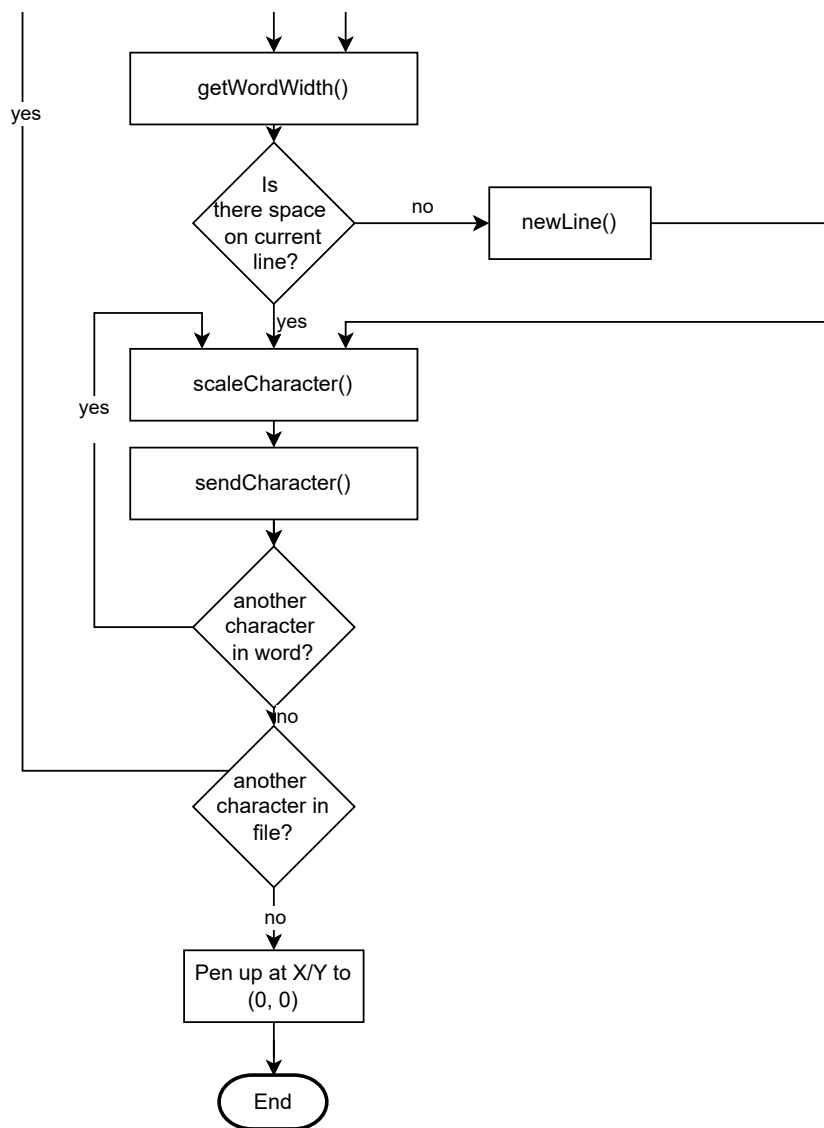 getWordWidth()
yes
Is
there space
on current
line?
no
newLine()
yes
scaleCharacter()
yes
sendCharacter()
another
character
in word?
no
another
character in
file?
no
Pen up at X/Y to
(0, 0)
End